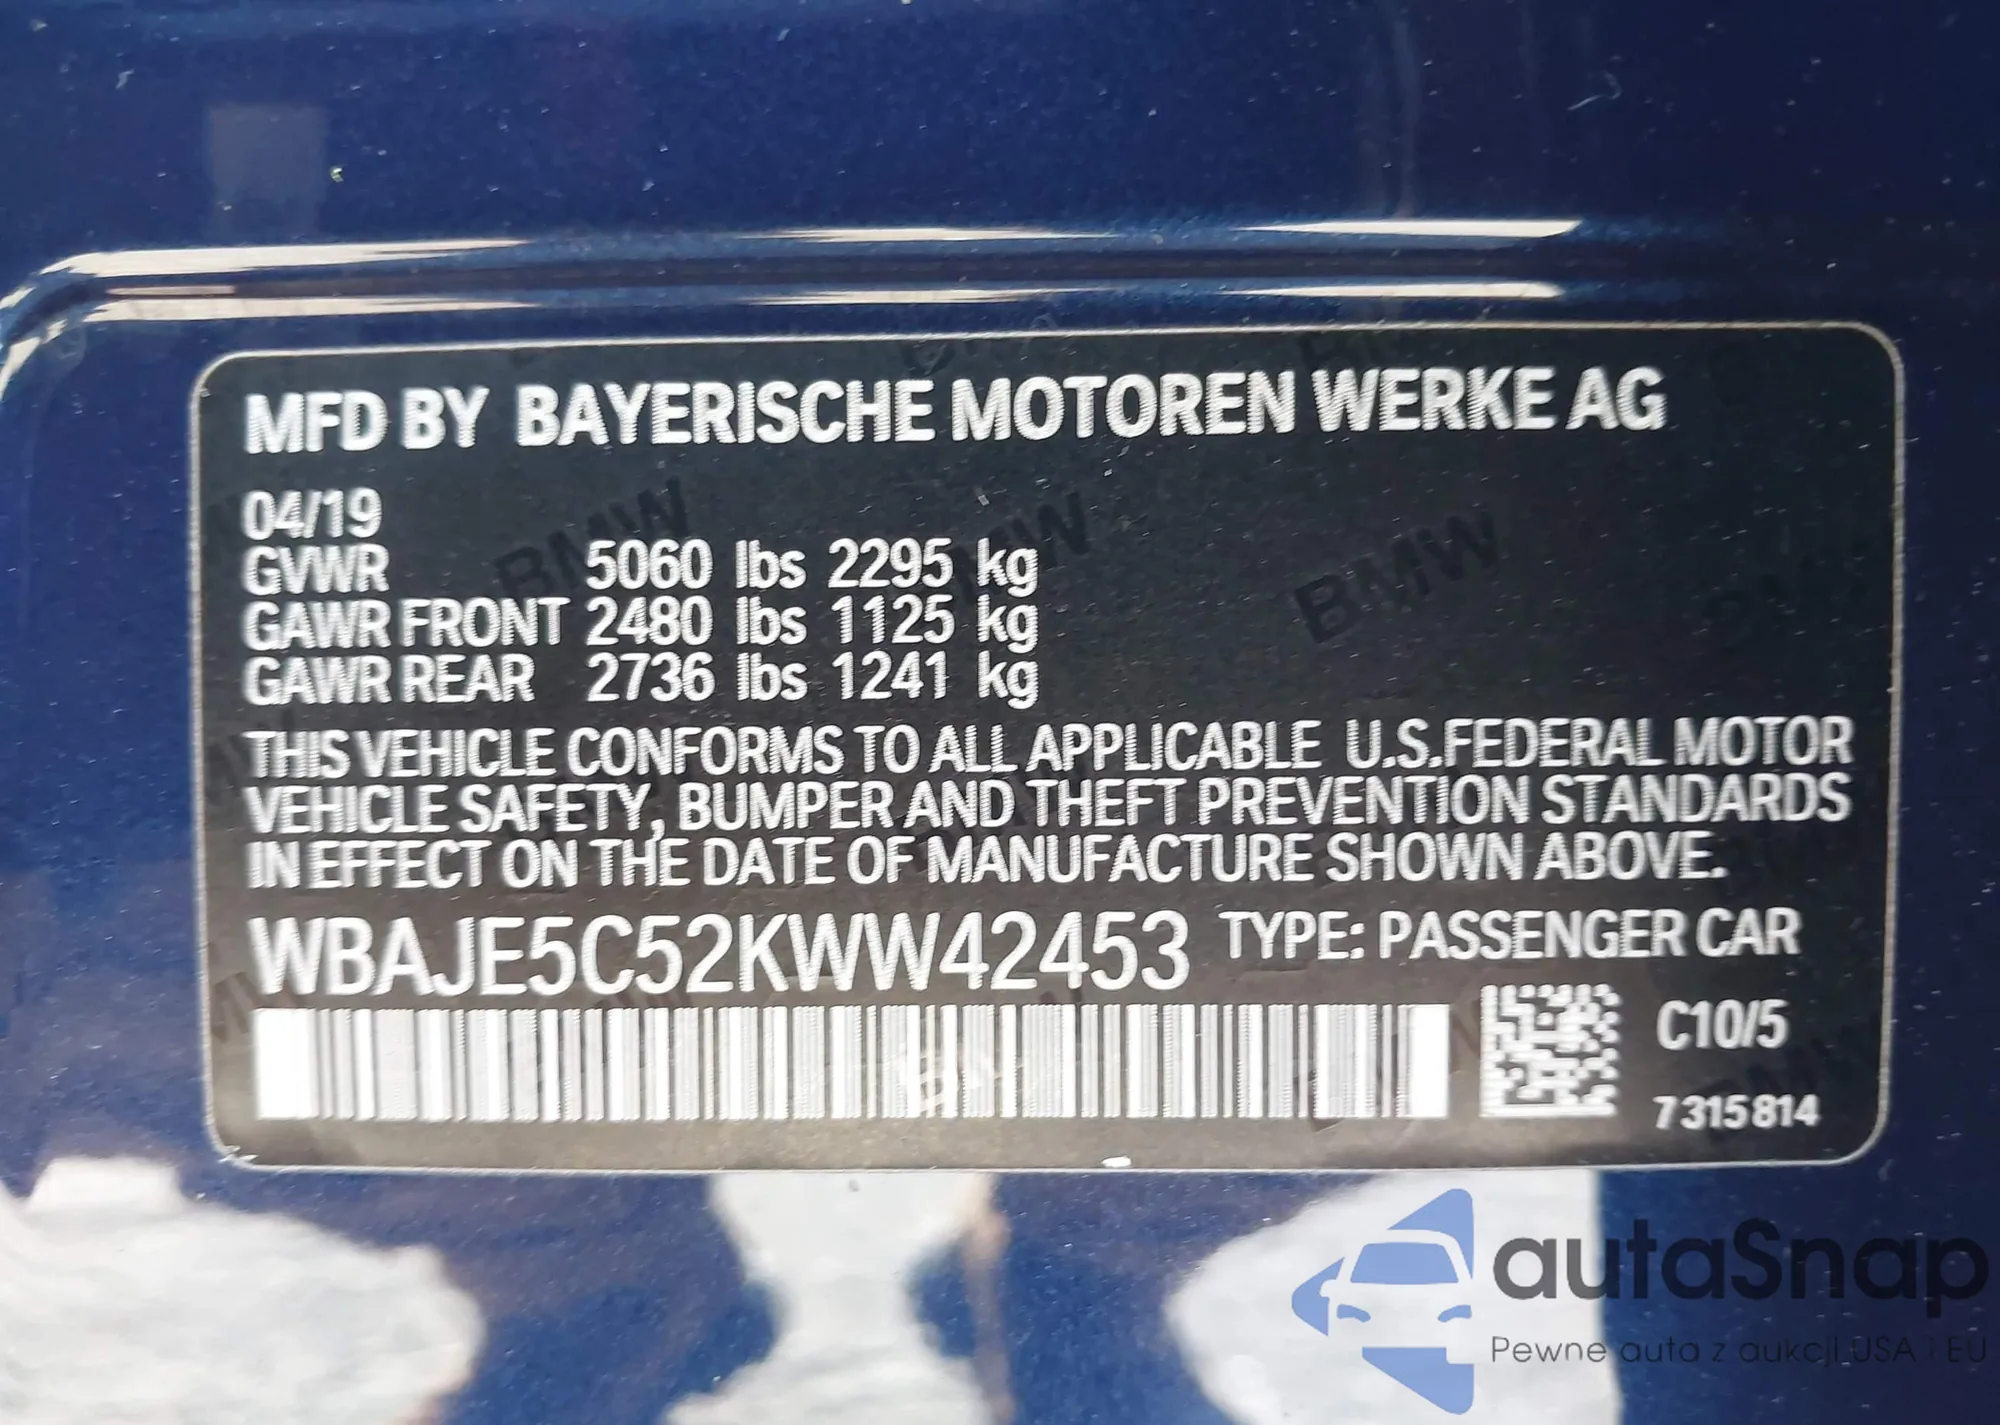 MFD BY BAYERISCHE MOTOREN WERKE AG
04/19
GVWR 5060 lbs 2295 kg
GAWR FRONT 2480 lbs 1125 kg
GAWR REAR 2736 lbs 1241 kg
THIS VEHICLE CONFORMS TO ALL APPLICABLE U.S.FEDERAL MOTOR
VEHICLE SAFETY, BUMPER AND THEFT PREVENTION STANDARDS
IN EFFECT ON THE DATE OF MANUFACTURE SHOWN ABOVE.
WBAJE5C52KWW42453 TYPE: PASSENGER CAR
C10/5
7315814
autaSnap
Pewne auta z aukcji USA i EU